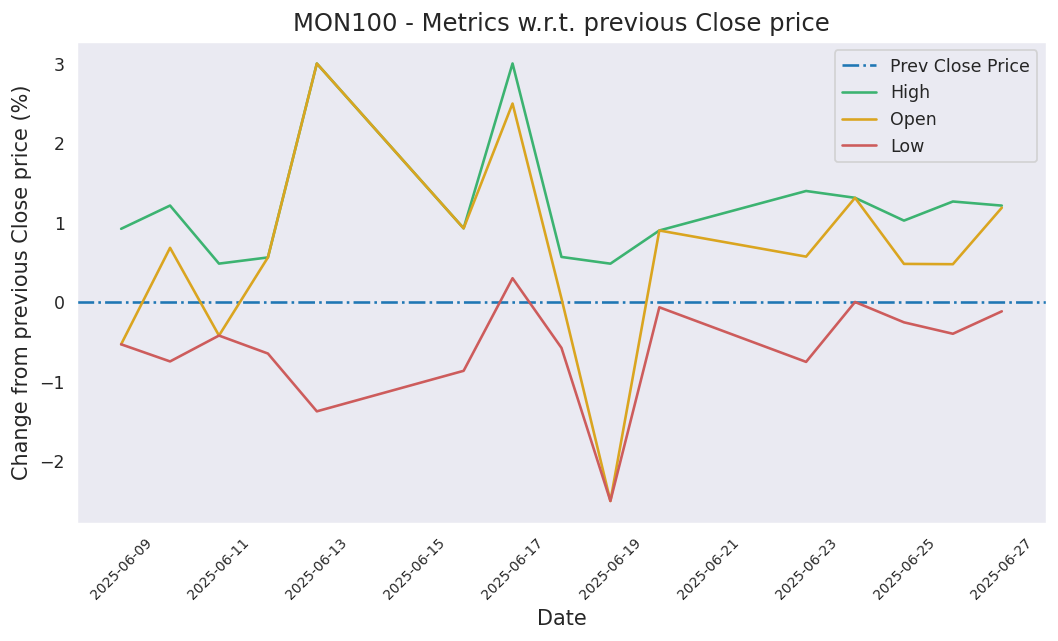 MON100 - Metrics w.r.t. previous Close price
Change from previous Close price (%)
3
2
1
0
−1
−2
Prev Close Price
High
Open
Low
2025-06-09
2025-06-11
2025-06-13
2025-06-15
2025-06-17
2025-06-19
2025-06-21
2025-06-23
2025-06-25
2025-06-27
Date